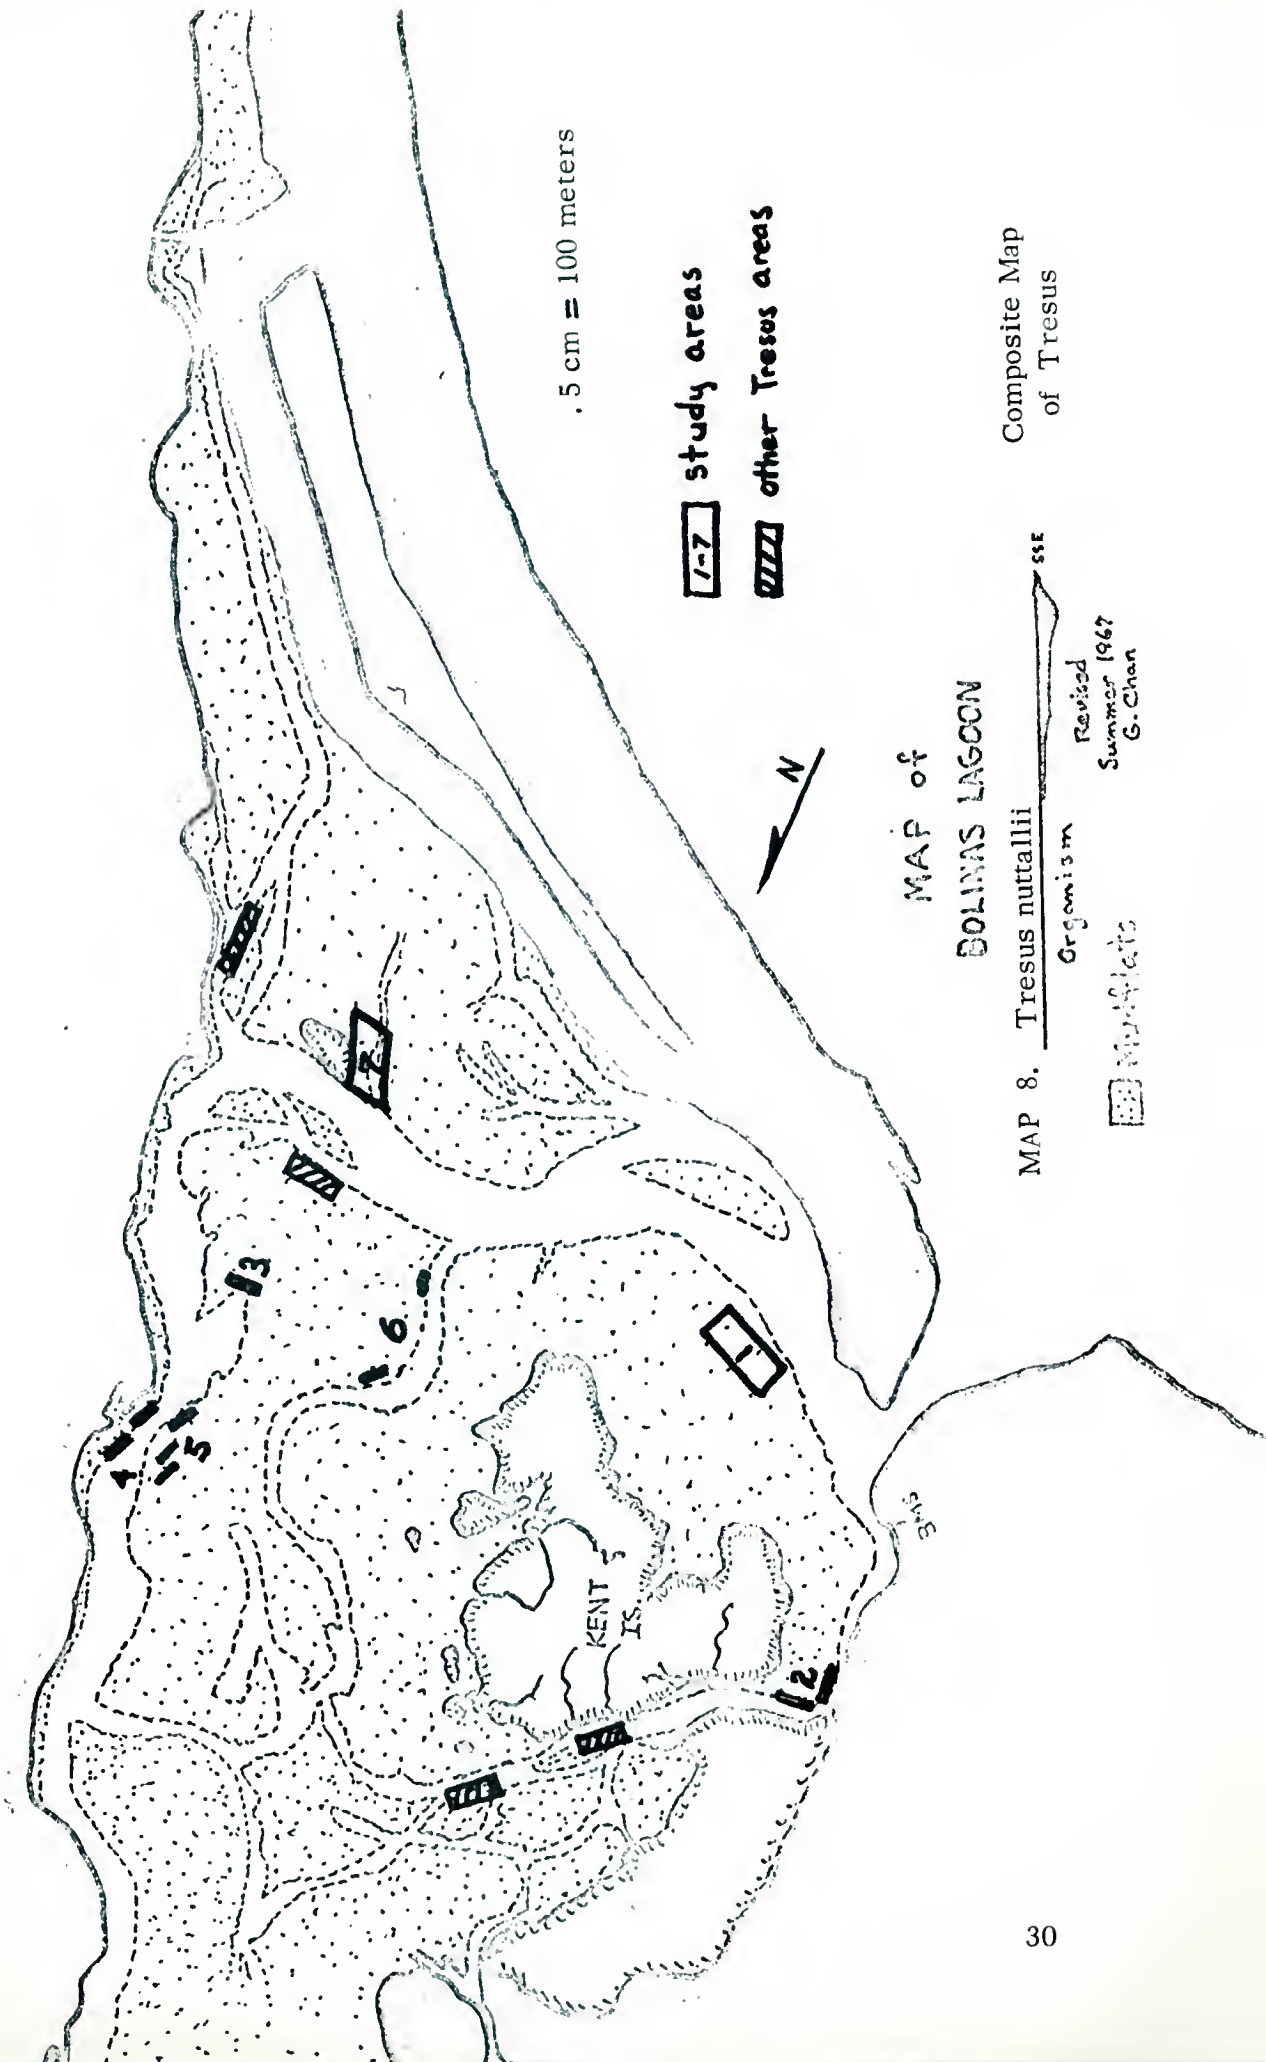 .5 cm = 100 meters
1-7 study areas
other Tresos areas
Composite Map
of Tresus
N
MAP of
BOLINAS LAGOON
MAP 8. Tresus nuttallii
Organism
SSE
Revised
Summer 1967
G. Chan
Mudflats
7
3
6
1
4
5
KENT
IS.
2
30